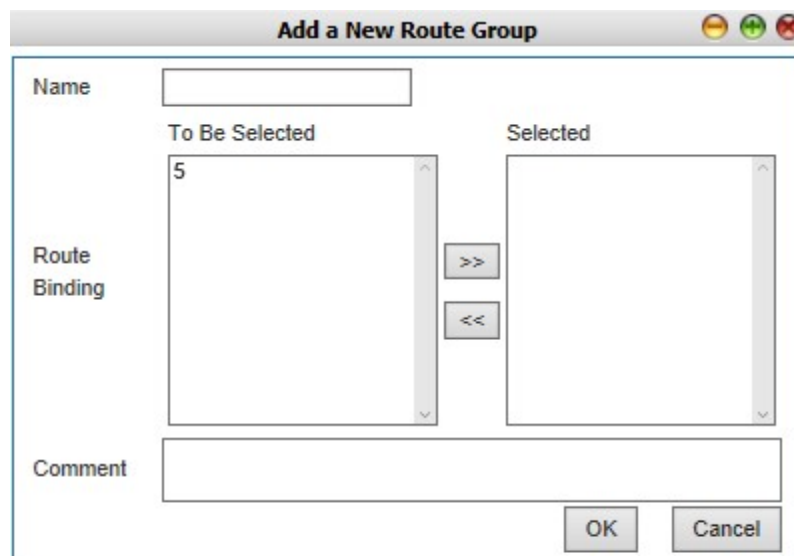 Add a New Route Group
Name
To Be Selected
Selected
5
Route
Binding
>>
<<
Comment
OK
Cancel